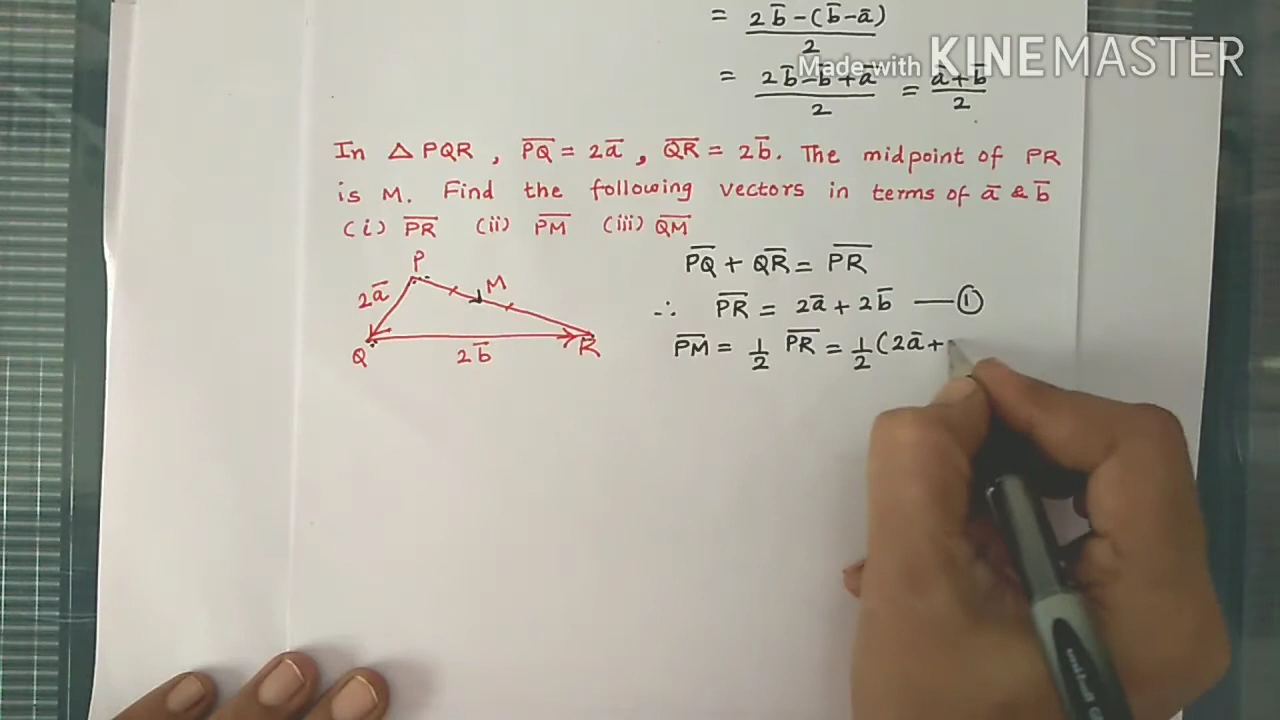 = 2b̄ - (b̄ - ā) / 2
Made with KINEMASTER
= 2b̄ - b̄ + ā / 2 = ā + b̄ / 2
In △ PQR , P̅Q̅ = 2ā , Q̅R̅ = 2b̄ . The midpoint of PR
is M. Find the following vectors in terms of ā & b̄
(i) P̅R̅ (ii) P̅M̅ (iii) Q̅M̅
P
2ā
M
Q
2b̄
R
P̅Q̅ + Q̅R̅ = P̅R̅
∴ P̅R̅ = 2ā + 2b̄ — ①
P̅M̅ = 1/2 P̅R̅ = 1/2 (2ā +